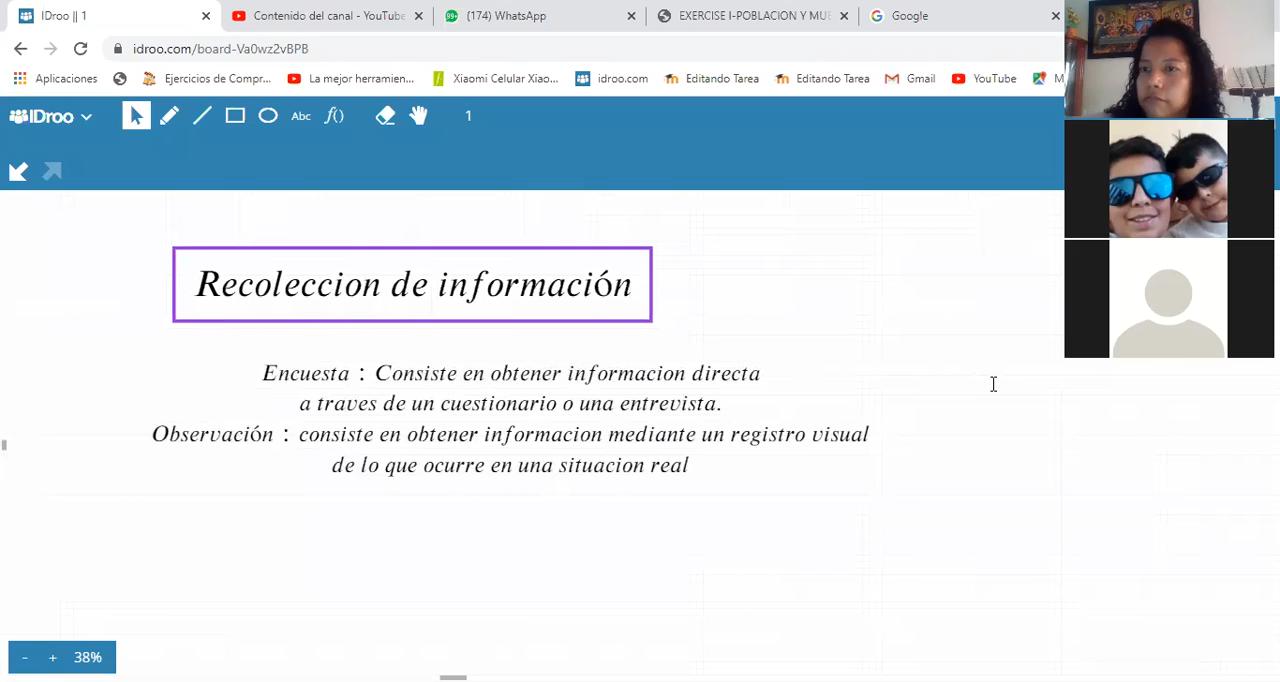 IDroo || 1
Contenido del canal - YouTube
(174) WhatsApp
EXERCISE I-POBLACION Y MUE
Google
idroo.com/board-Va0wz2vBPB
Aplicaciones
Ejercicios de Compr...
La mejor herramien...
Xiaomi Celular Xiao...
idroo.com
Editando Tarea
Editando Tarea
Gmail
YouTube
M
IDroo
Abc
f()
1
Recoleccion de información
Encuesta : Consiste en obtener informacion directa
a traves de un cuestionario o una entrevista.
Observación : consiste en obtener informacion mediante un registro visual
de lo que ocurre en una situacion real
- + 38%